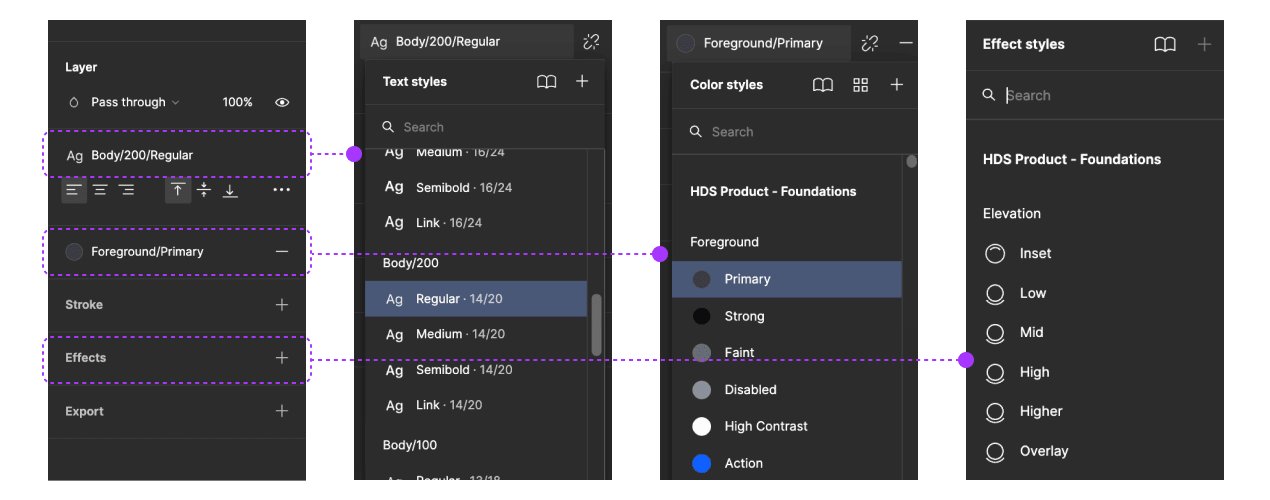 Layer
Pass through 100%
Ag Body/200/Regular
Foreground/Primary
Stroke
Effects
Export
Ag Body/200/Regular
Text styles
Search
Ag Medium · 16/24
Ag Semibold · 16/24
Ag Link · 16/24
Body/200
Ag Regular · 14/20
Ag Medium · 14/20
Ag Semibold · 14/20
Ag Link · 14/20
Body/100
Ag Regular · 13/18
Foreground/Primary
Color styles
Search
HDS Product - Foundations
Foreground
Primary
Strong
Faint
Disabled
High Contrast
Action
Effect styles
Search
HDS Product - Foundations
Elevation
Inset
Low
Mid
High
Higher
Overlay